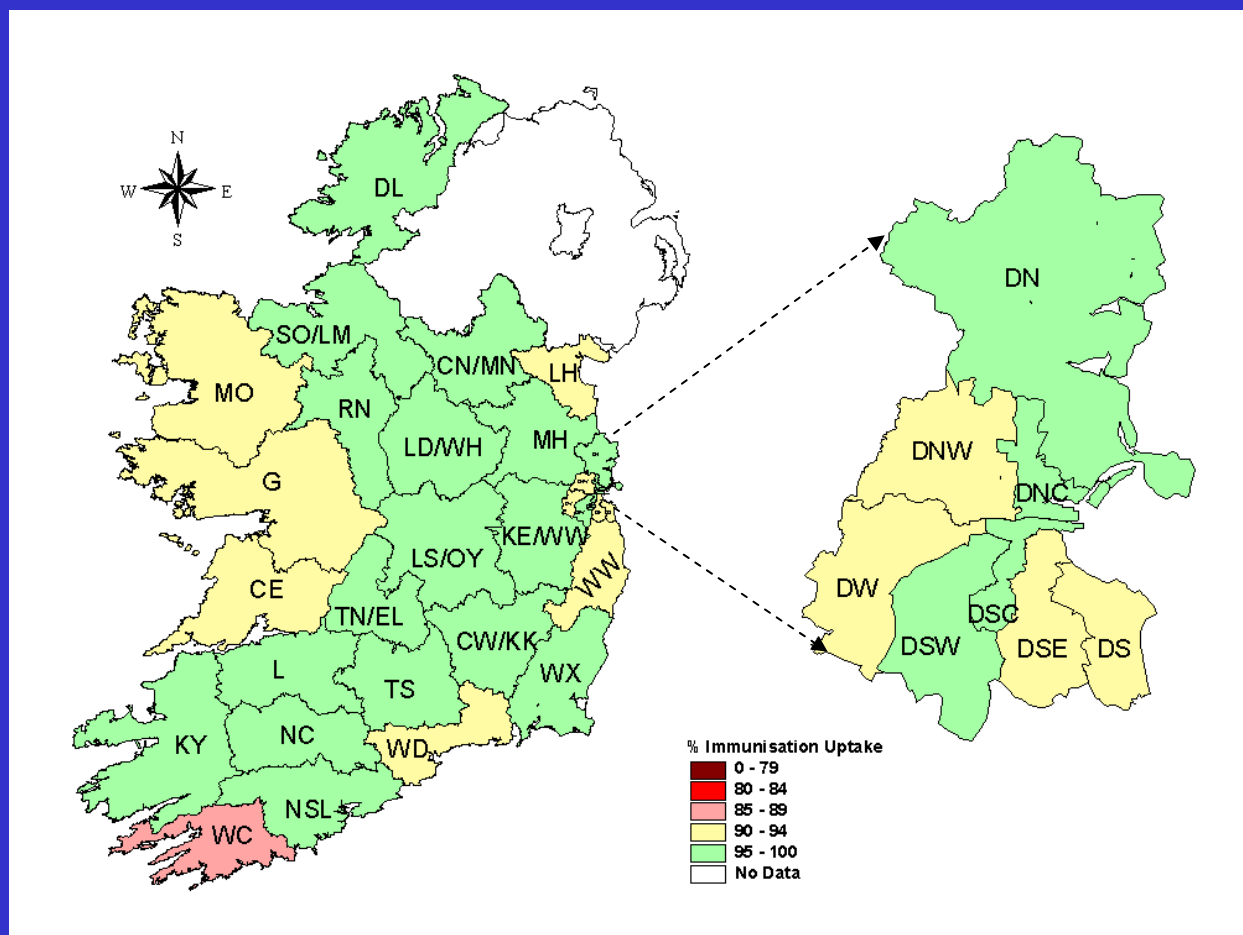 N
W E
S
DL
SO/LM
CN/MN
LH
MO
RN
LD/WH
MH
G
KE/WW
LS/OY
WW
CE
TN/EL
CW/KK
L
TS
WX
KY
NC
WD
NSL
WC
DN
DNW
DNC
DW
DSC
DSW
DSE
DS
% Immunisation Uptake
0 - 79
80 - 84
85 - 89
90 - 94
95 - 100
No Data